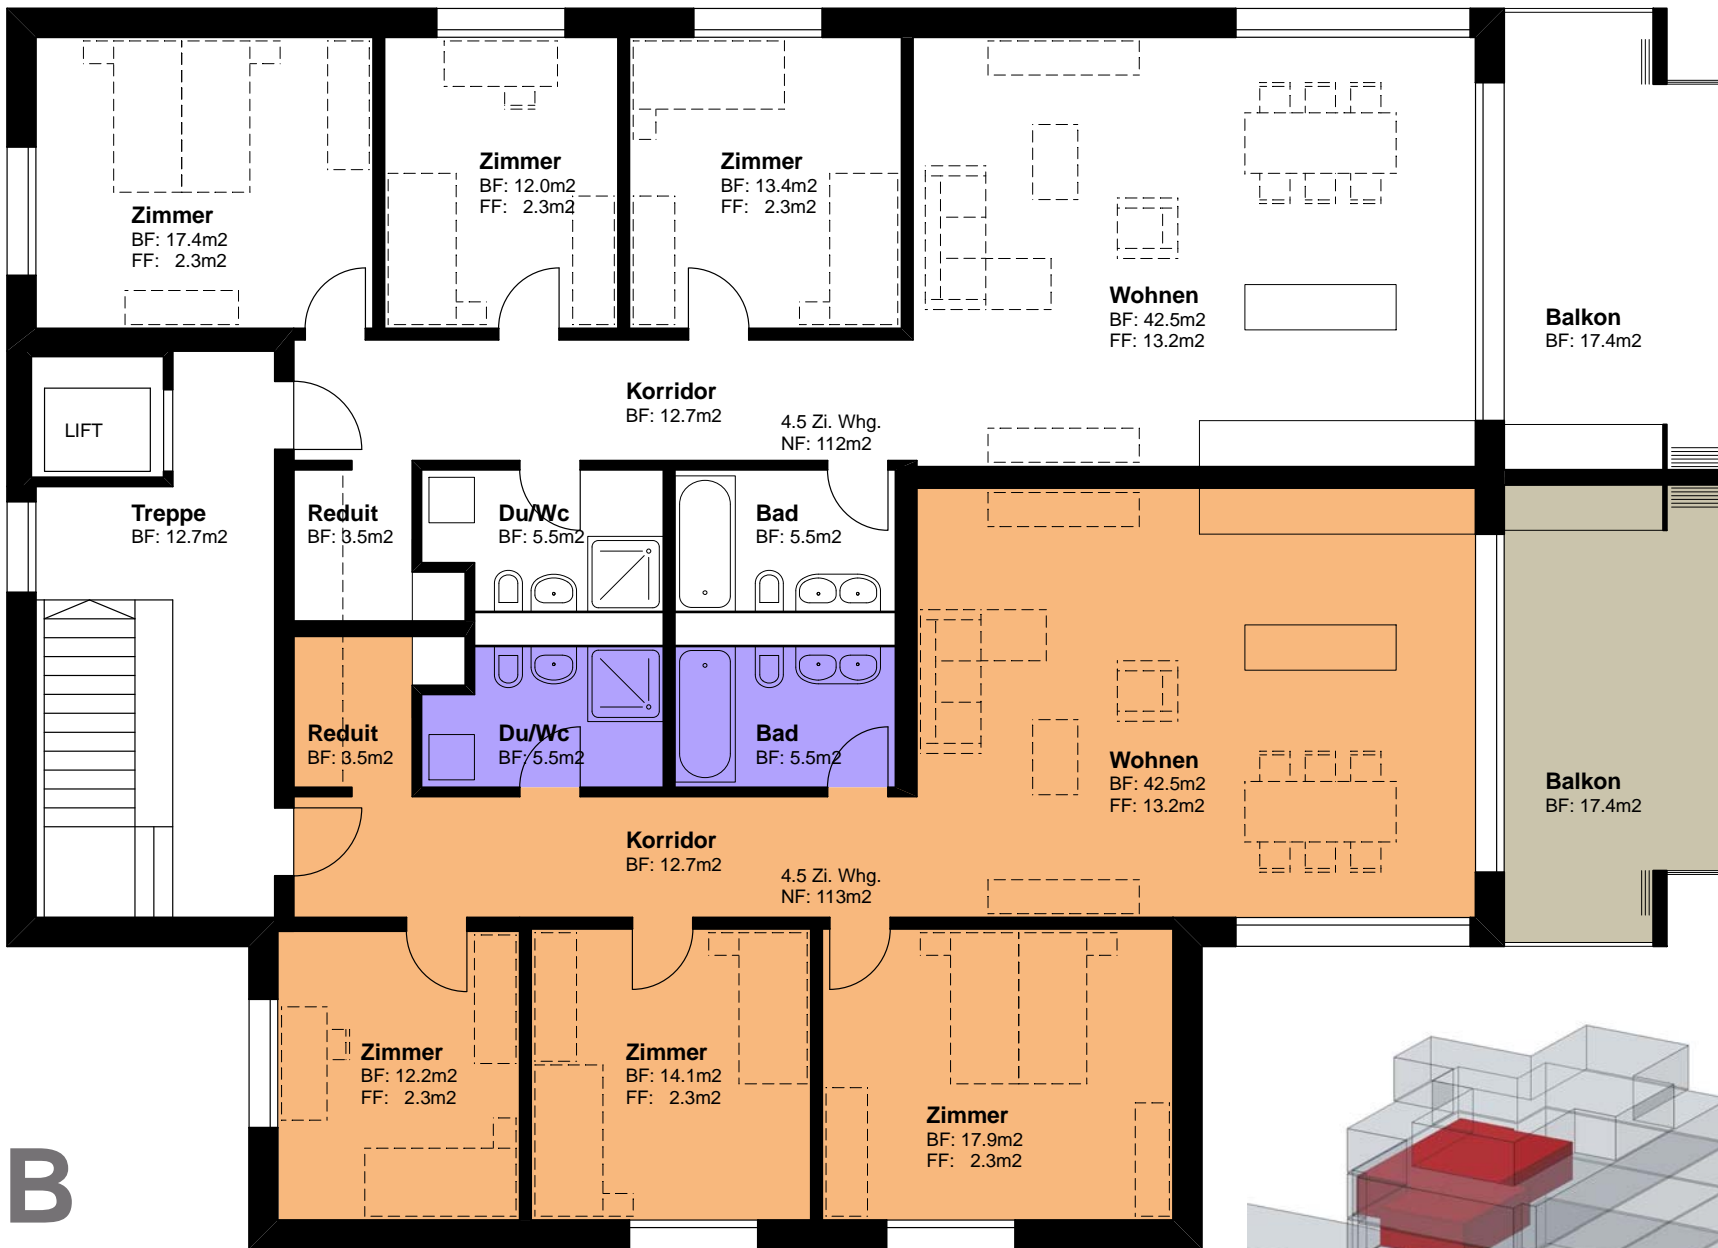 Zimmer
BF: 17.4m2
FF: 2.3m2
Zimmer
BF: 12.0m2
FF: 2.3m2
Zimmer
BF: 13.4m2
FF: 2.3m2
Wohnen
BF: 42.5m2
FF: 13.2m2
Balkon
BF: 17.4m2
LIFT
Korridor
BF: 12.7m2
4.5 Zi. Whg.
NF: 112m2
Treppe
BF: 12.7m2
Reduit
BF: 3.5m2
Du/Wc
BF: 5.5m2
Bad
BF: 5.5m2
Reduit
BF: 3.5m2
Du/Wc
BF: 5.5m2
Bad
BF: 5.5m2
Wohnen
BF: 42.5m2
FF: 13.2m2
Balkon
BF: 17.4m2
Korridor
BF: 12.7m2
4.5 Zi. Whg.
NF: 113m2
Zimmer
BF: 12.2m2
FF: 2.3m2
Zimmer
BF: 14.1m2
FF: 2.3m2
Zimmer
BF: 17.9m2
FF: 2.3m2
B